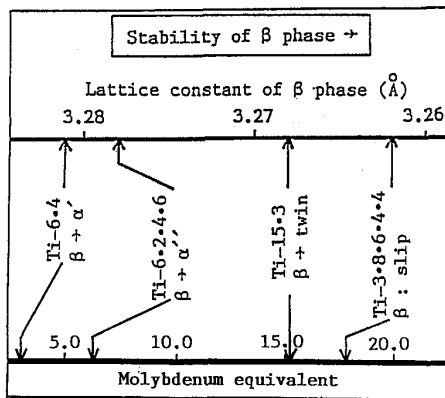 Stability of β phase →
Lattice constant of β phase (Å)
3.28 3.27 3.26
Ti-6•4
β → α′
Ti-6•2•4•6
β → α′′
Ti-15•3
β → twin
Ti-3•8•6•4•4
β : slip
5.0 10.0 15.0 20.0
Molybdenum equivalent